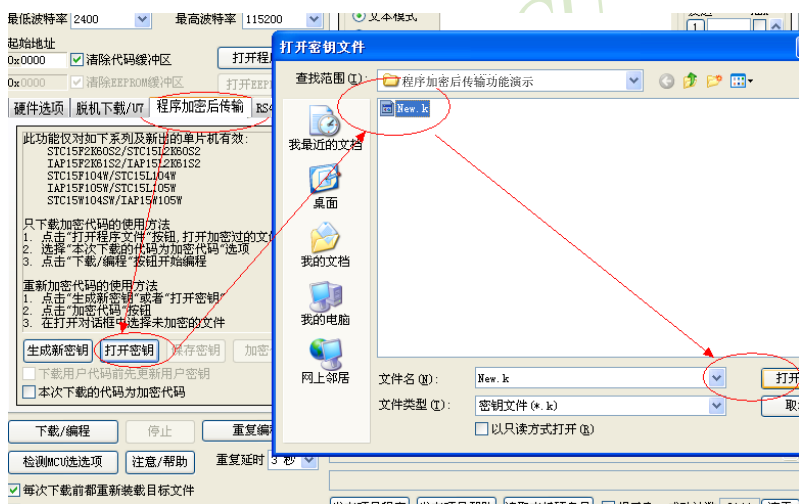 最低波特率 2400 最高波特率 115200
文本模式
起始地址
0x0000 清除代码缓冲区 打开程
0x0000 清除EEPROM缓冲区 打开EEP
硬件选项 脱机下载/U7 程序加密后传输 RS4
此功能仅对如下系列及新出的单片机有效:
STC15F2K60S2/STC15L2K60S2
IAP15F2K61S2/IAP15L2K61S2
STC15F104W/STC15L104W
IAP15F105W/STC15L105W
STC15W104SW/IAP15W105W
只下载加密代码的使用方法
1. 点击"打开程序文件"按钮,打开加密过的文
2. 选择"本次下载的代码为加密代码"选项
3. 点击"下载/编程"按钮开始编程
重新加密代码的使用方法
1. 点击"生成新密钥"或者"打开密钥"
2. 点击"加密代码"按钮
3. 在打开对话框中选择未加密的文件
生成新密钥 打开密钥 保存密钥 加密
下载用户代码前先更新用户密钥
本次下载的代码为加密代码
下载/编程 停止 重复编
检测MCU选选项 注意/帮助 重复延时 3 秒
每次下载前都重新装载目标文件
打开密钥文件
查找范围(I): 程序加密后传输功能演示
New.k
我最近的文档
桌面
我的文档
我的电脑
网上邻居
文件名(N): New.k 打开
文件类型(T): 密钥文件(*.k) 取
以只读方式打开(R)